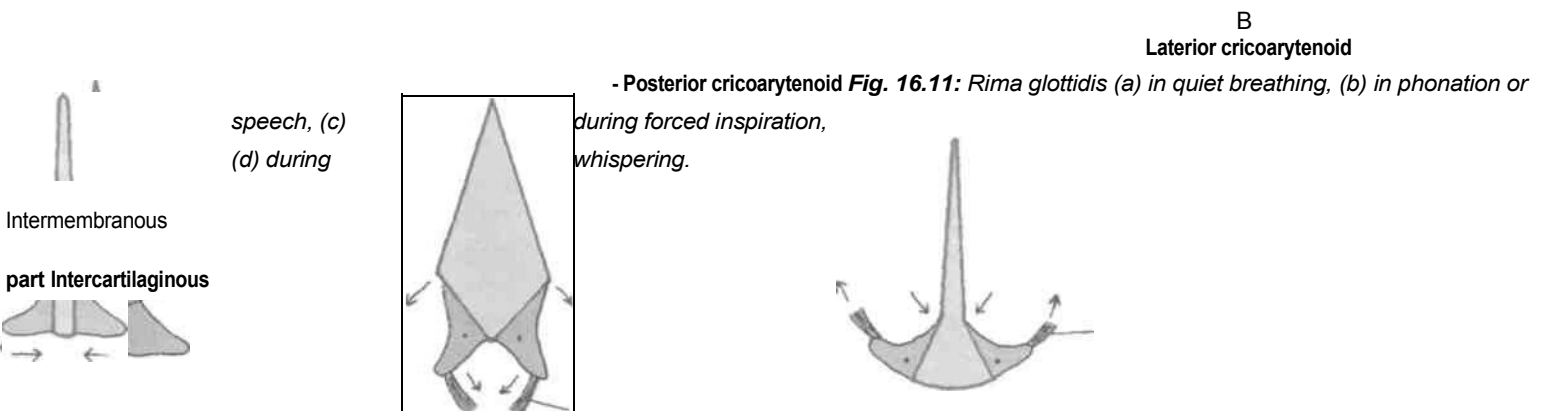 B
Laterior cricoarytenoid
- Posterior cricoarytenoid Fig. 16.11: Rima glottidis (a) in quiet breathing, (b) in phonation or
speech, (c) during forced inspiration,
(d) during whispering.
Intermembranous
part Intercartilaginous